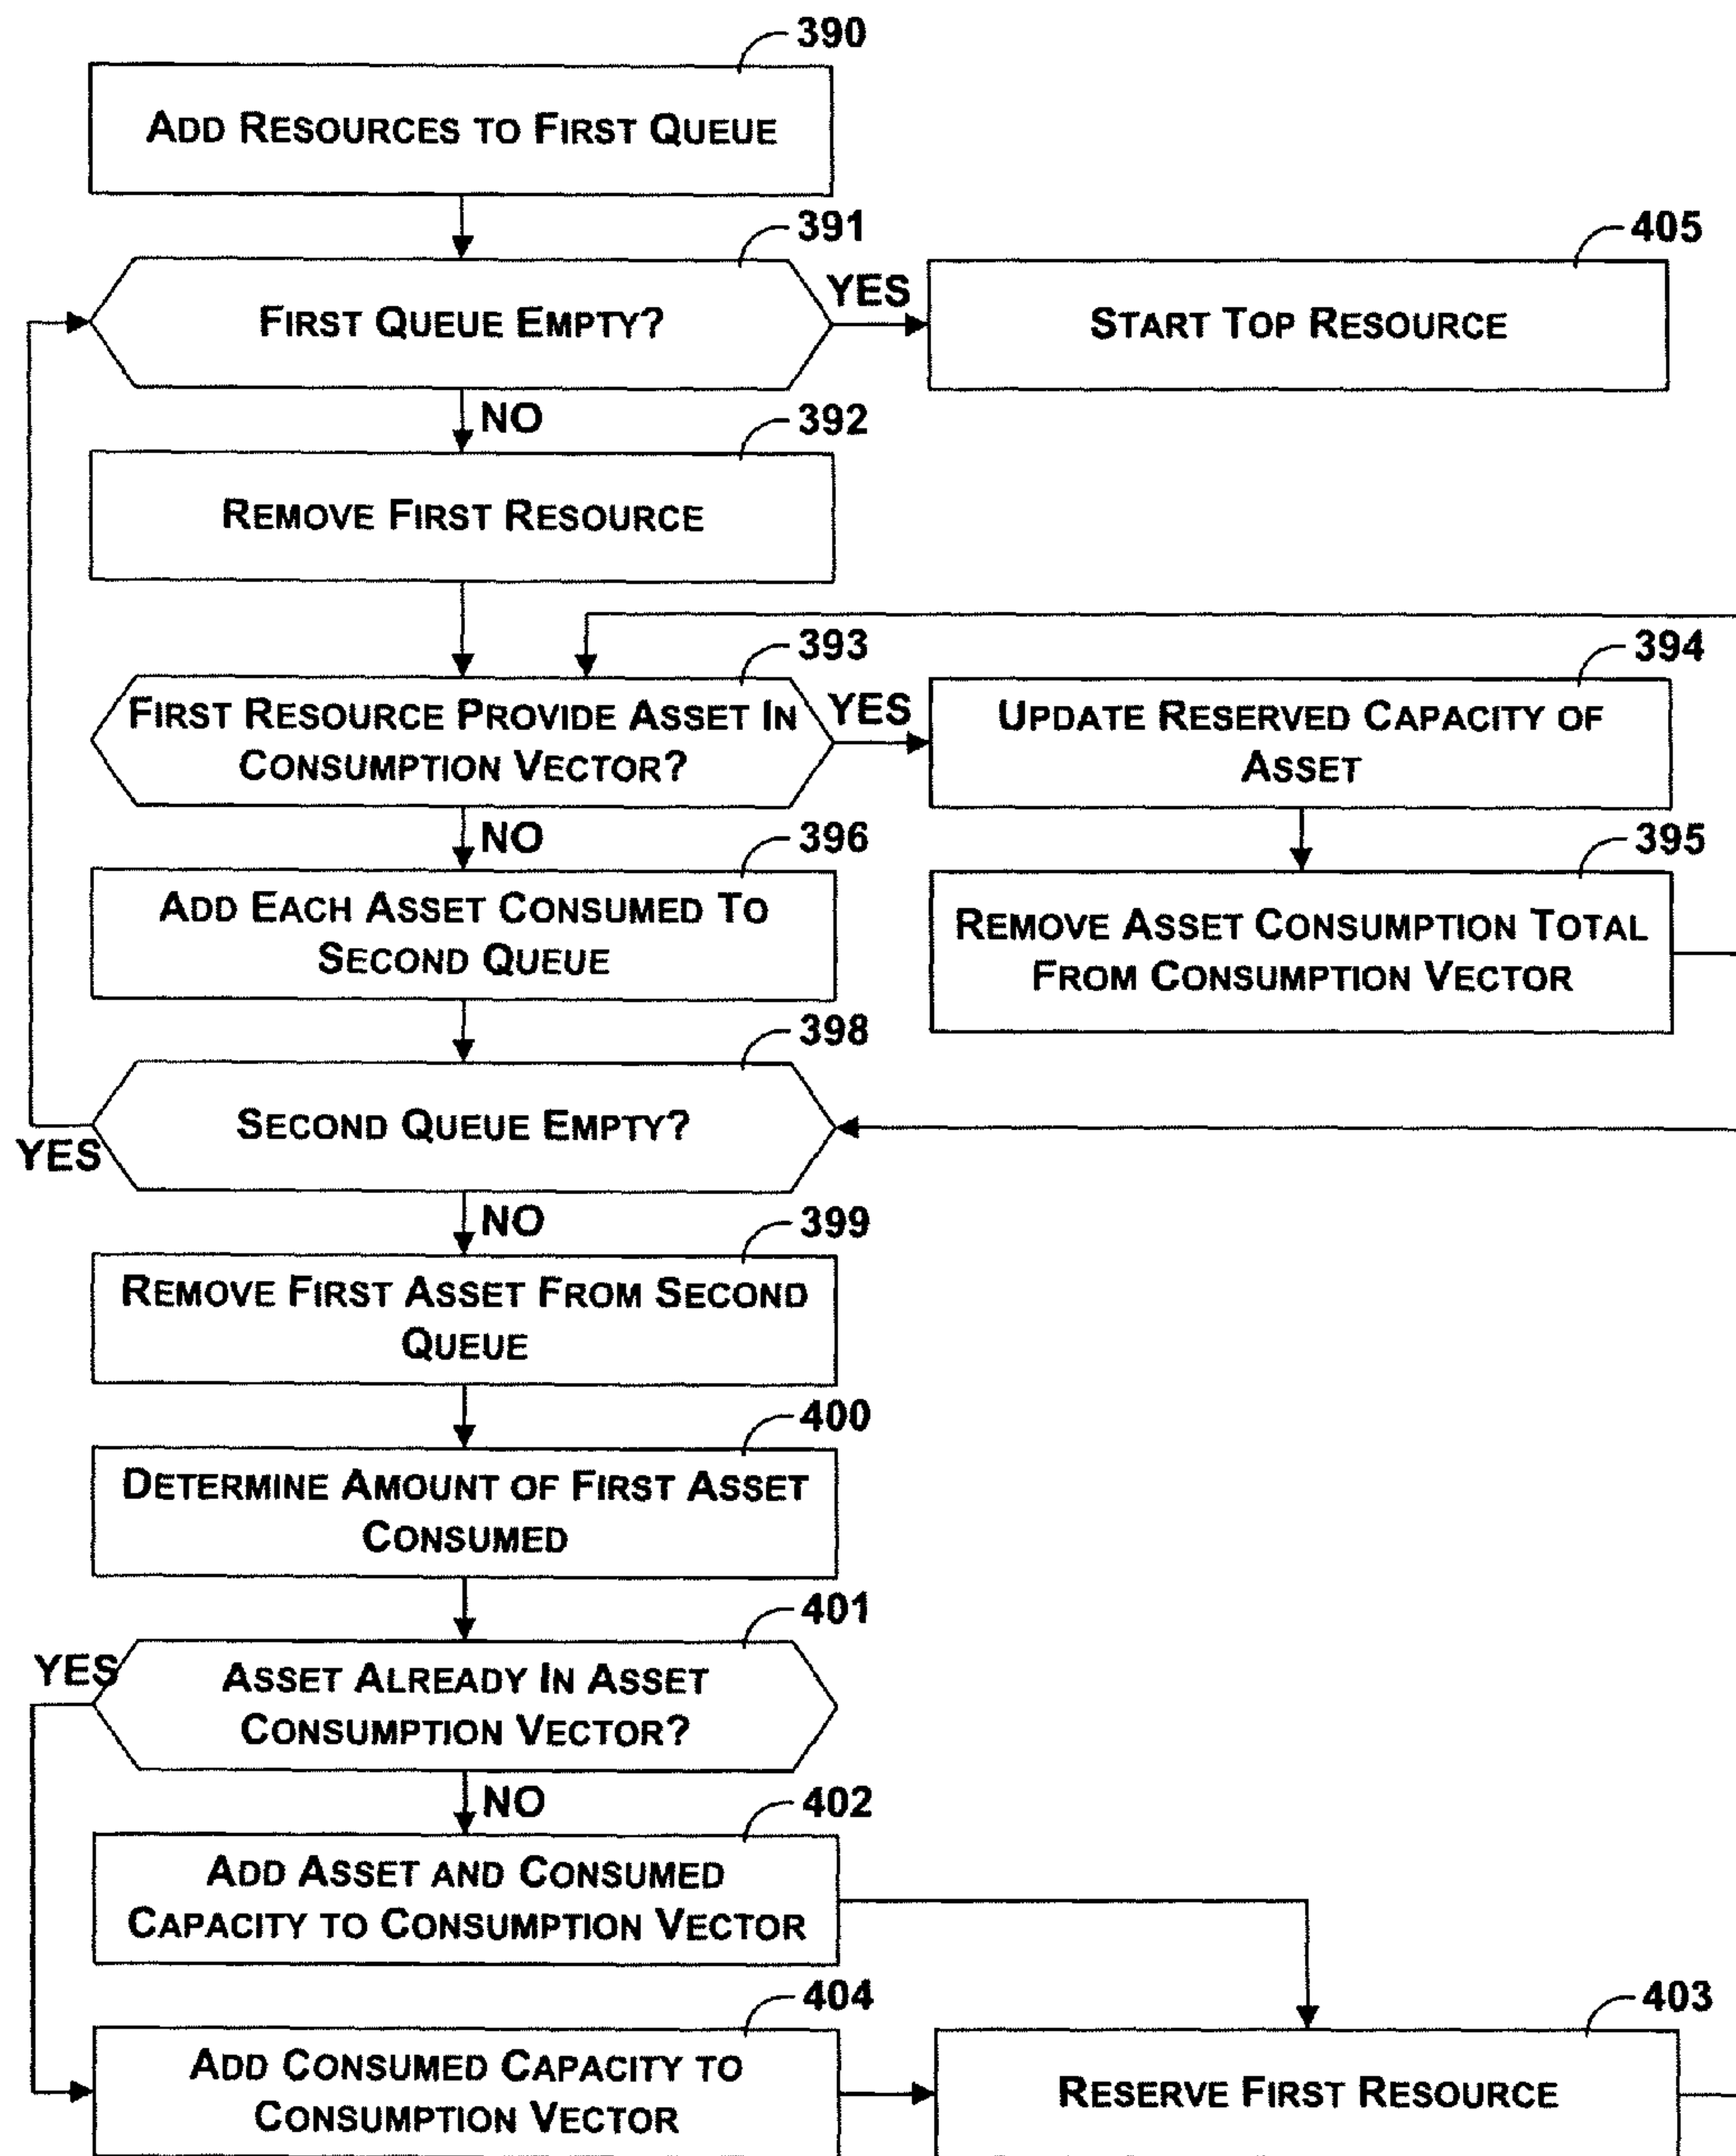 390
ADD RESOURCES TO FIRST QUEUE
391
FIRST QUEUE EMPTY?
YES
405
START TOP RESOURCE
NO
392
REMOVE FIRST RESOURCE
393
FIRST RESOURCE PROVIDE ASSET IN
CONSUMPTION VECTOR?
YES
394
UPDATE RESERVED CAPACITY OF
ASSET
NO
396
ADD EACH ASSET CONSUMED TO
SECOND QUEUE
395
REMOVE ASSET CONSUMPTION TOTAL
FROM CONSUMPTION VECTOR
398
SECOND QUEUE EMPTY?
YES
NO
399
REMOVE FIRST ASSET FROM SECOND
QUEUE
400
DETERMINE AMOUNT OF FIRST ASSET
CONSUMED
401
YES
ASSET ALREADY IN ASSET
CONSUMPTION VECTOR?
NO
402
ADD ASSET AND CONSUMED
CAPACITY TO CONSUMPTION VECTOR
404
ADD CONSUMED CAPACITY TO
CONSUMPTION VECTOR
403
RESERVE FIRST RESOURCE